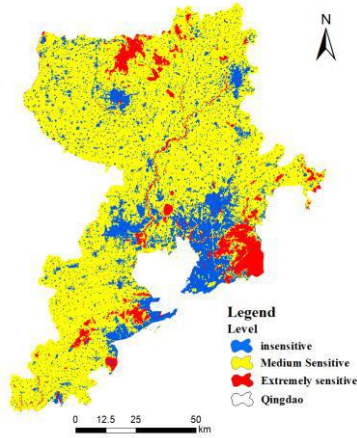 N
Legend
Level
insensitive
Medium Sensitive
Extremely sensitive
Qingdao
0 12.5 25 50
km